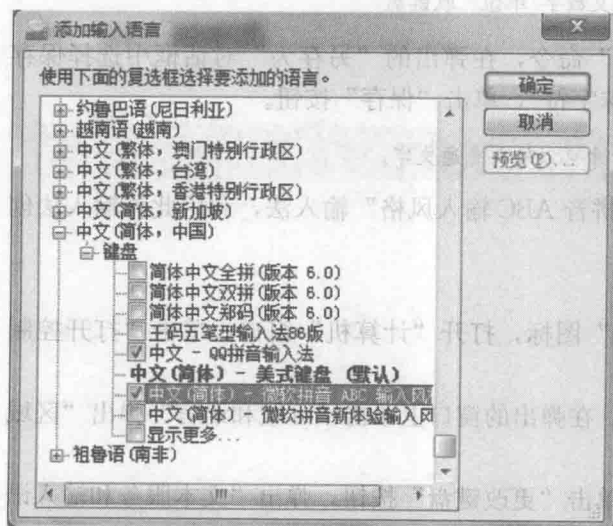 添加输入语言
使用下面的复选框选择要添加的语言。
确定
取消
预览(P)...
约鲁巴语(尼日利亚)
越南语(越南)
中文(繁体，澳门特别行政区)
中文(繁体，台湾)
中文(繁体，香港特别行政区)
中文(简体，新加坡)
中文(简体，中国)
键盘
简体中文全拼(版本 6.0)
简体中文双拼(版本 6.0)
简体中文郑码(版本 6.0)
王码五笔型输入法86版
中文 - QQ拼音输入法
中文(简体) - 美式键盘 (默认)
中文(简体) - 微软拼音 ABC 输入风
中文(简体) 微软拼音新体验输入风
显示更多...
祖鲁语(南非)